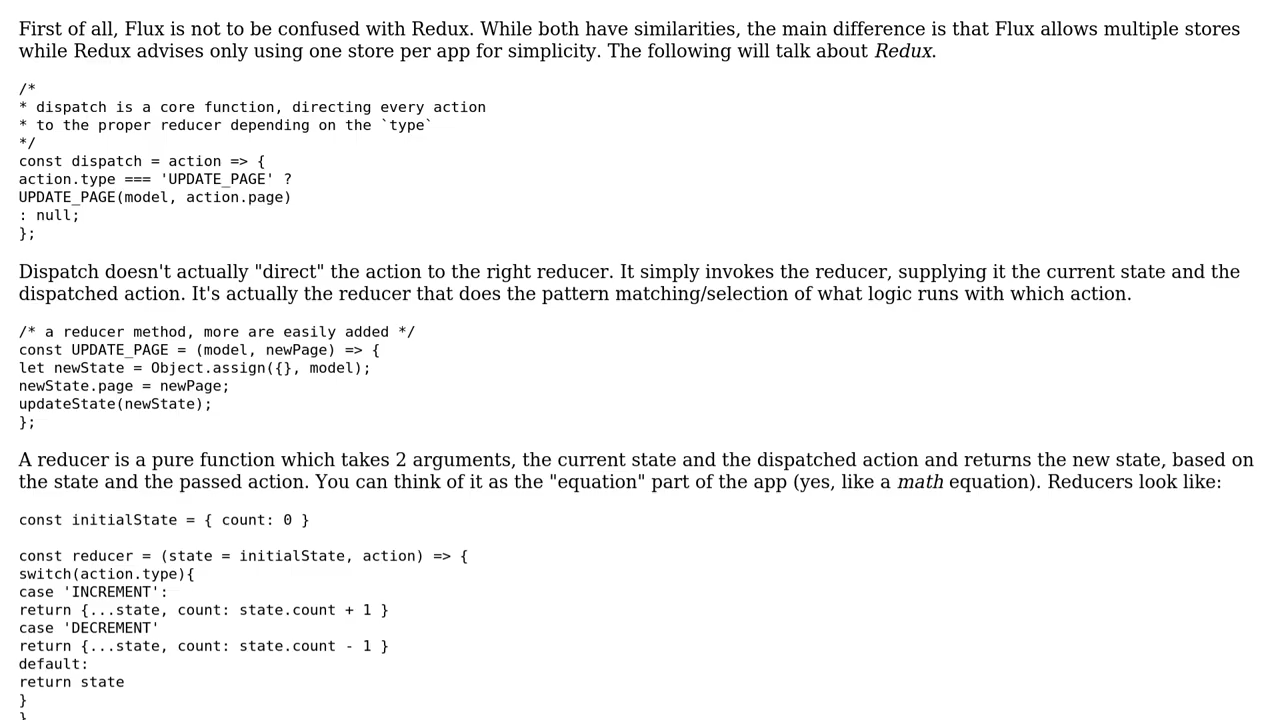 First of all, Flux is not to be confused with Redux. While both have similarities, the main difference is that Flux allows multiple stores
while Redux advises only using one store per app for simplicity. The following will talk about Redux.
/*
* dispatch is a core function, directing every action
* to the proper reducer depending on the `type`
*/
const dispatch = action => {
action.type === 'UPDATE_PAGE' ?
UPDATE_PAGE(model, action.page)
: null;
};
Dispatch doesn't actually "direct" the action to the right reducer. It simply invokes the reducer, supplying it the current state and the
dispatched action. It's actually the reducer that does the pattern matching/selection of what logic runs with which action.
/* a reducer method, more are easily added */
const UPDATE_PAGE = (model, newPage) => {
let newState = Object.assign({}, model);
newState.page = newPage;
updateState(newState);
};
A reducer is a pure function which takes 2 arguments, the current state and the dispatched action and returns the new state, based on
the state and the passed action. You can think of it as the "equation" part of the app (yes, like a math equation). Reducers look like:
const initialState = { count: 0 }
const reducer = (state = initialState, action) => {
switch(action.type){
case 'INCREMENT':
return {...state, count: state.count + 1 }
case 'DECREMENT'
return {...state, count: state.count - 1 }
default:
return state
}
}